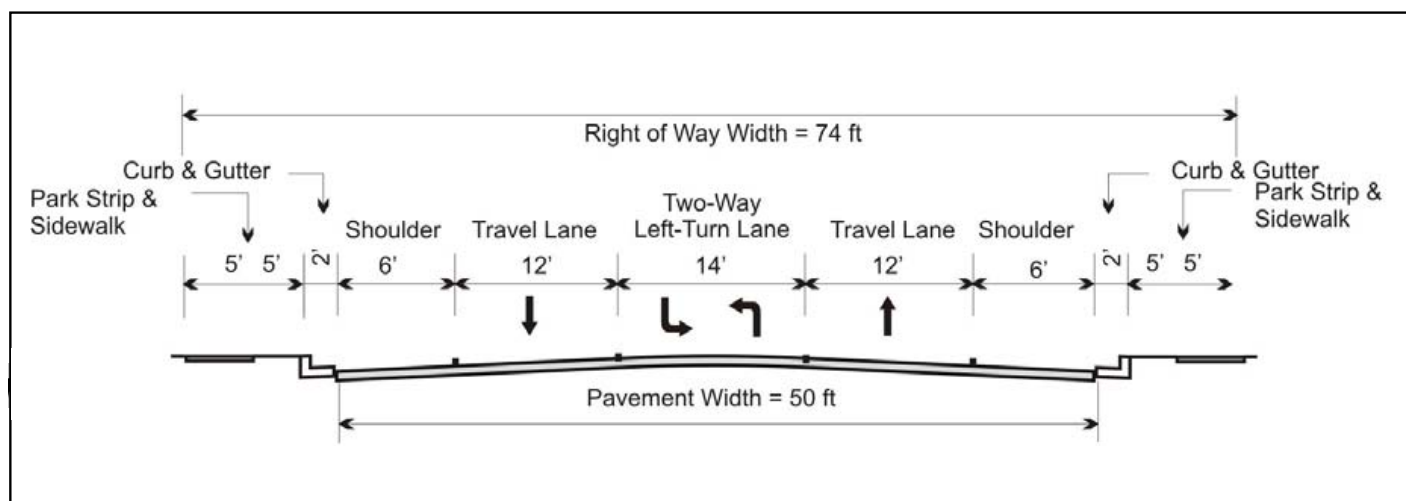 Right of Way Width = 74 ft
Curb & Gutter
Curb & Gutter
Park Strip &
Sidewalk
Park Strip &
Sidewalk
Two-Way
Left-Turn Lane
Shoulder
Travel Lane
Travel Lane
Shoulder
5’ 5’ 2’ 6’ 12’ 14’ 12’ 6’ 2’ 5’ 5’
Pavement Width = 50 ft